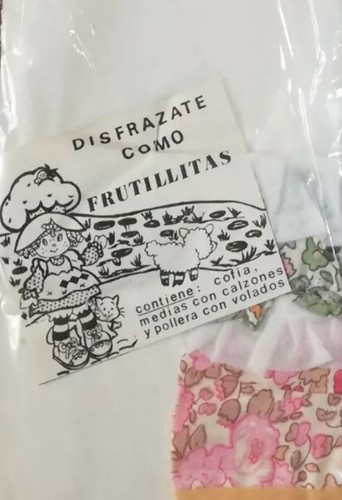 DISFRAZATE
COMO
FRUTILLITAS
contiene: cofia,
medias con calzones
y pollera con volados